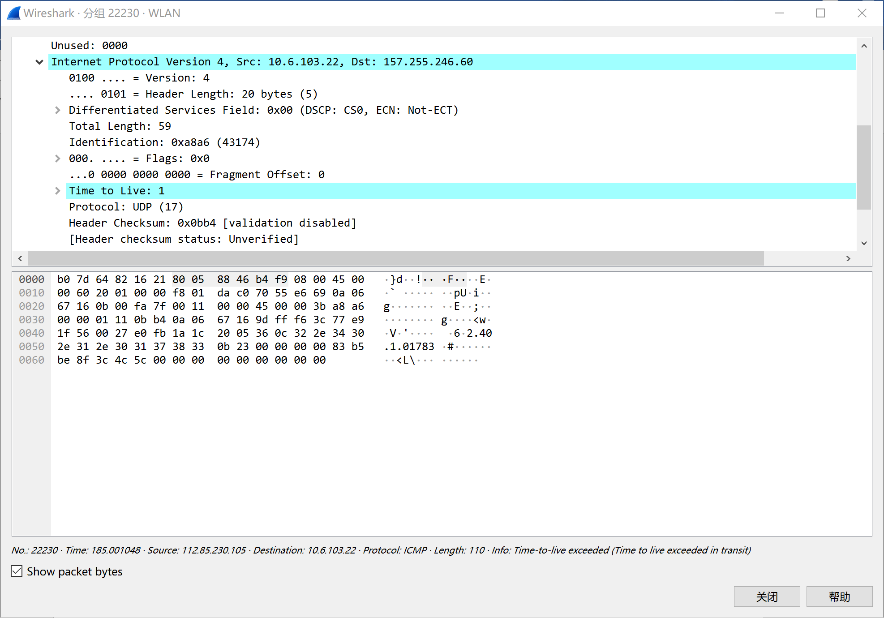 Wireshark · 分组 22230 · WLAN
Unused: 0000
Internet Protocol Version 4, Src: 10.6.103.22, Dst: 157.255.246.60
0100 .... = Version: 4
.... 0101 = Header Length: 20 bytes (5)
Differentiated Services Field: 0x00 (DSCP: CS0, ECN: Not-ECT)
Total Length: 59
Identification: 0xa8a6 (43174)
000. .... = Flags: 0x0
...0 0000 0000 0000 = Fragment Offset: 0
Time to Live: 1
Protocol: UDP (17)
Header Checksum: 0x0bb4 [validation disabled]
[Header checksum status: Unverified]
0000 b0 7d 64 82 16 21 80 05 88 46 b4 f9 08 00 45 00 ·}d··!·· ·F····E·
0010 00 60 20 01 00 00 f8 01 da c0 70 55 e6 69 0a 06 ·` ····· ··pU·i··
0020 67 16 0b 00 fa 7f 00 11 00 00 45 00 00 3b a8 a6 g······· ··E··;··
0030 00 00 01 11 0b b4 0a 06 67 16 9d ff f6 3c 77 e9 ········ g····<w·
0040 1f 56 00 27 e0 fb 1a 1c 20 05 36 0c 32 2e 34 30 ·V·'···· ·6·2.40
0050 2e 31 2e 30 31 37 38 33 0b 23 00 00 00 00 83 b5 .1.01783 ·#······
0060 be 8f 3c 4c 5c 00 00 00 00 00 00 00 00 00 ··<L\··· ······
No.: 22230 · Time: 185.001048 · Source: 112.85.230.105 · Destination: 10.6.103.22 · Protocol: ICMP · Length: 110 · Info: Time-to-live exceeded (Time to live exceeded in transit)
Show packet bytes
关闭 帮助